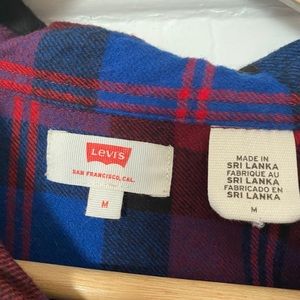 Levi's
SAN FRANCISCO, CAL.
M
MADE IN
SRI LANKA
FABRIQUE AU
SRI LANKA
FABRICADO EN
SRI LANKA
M